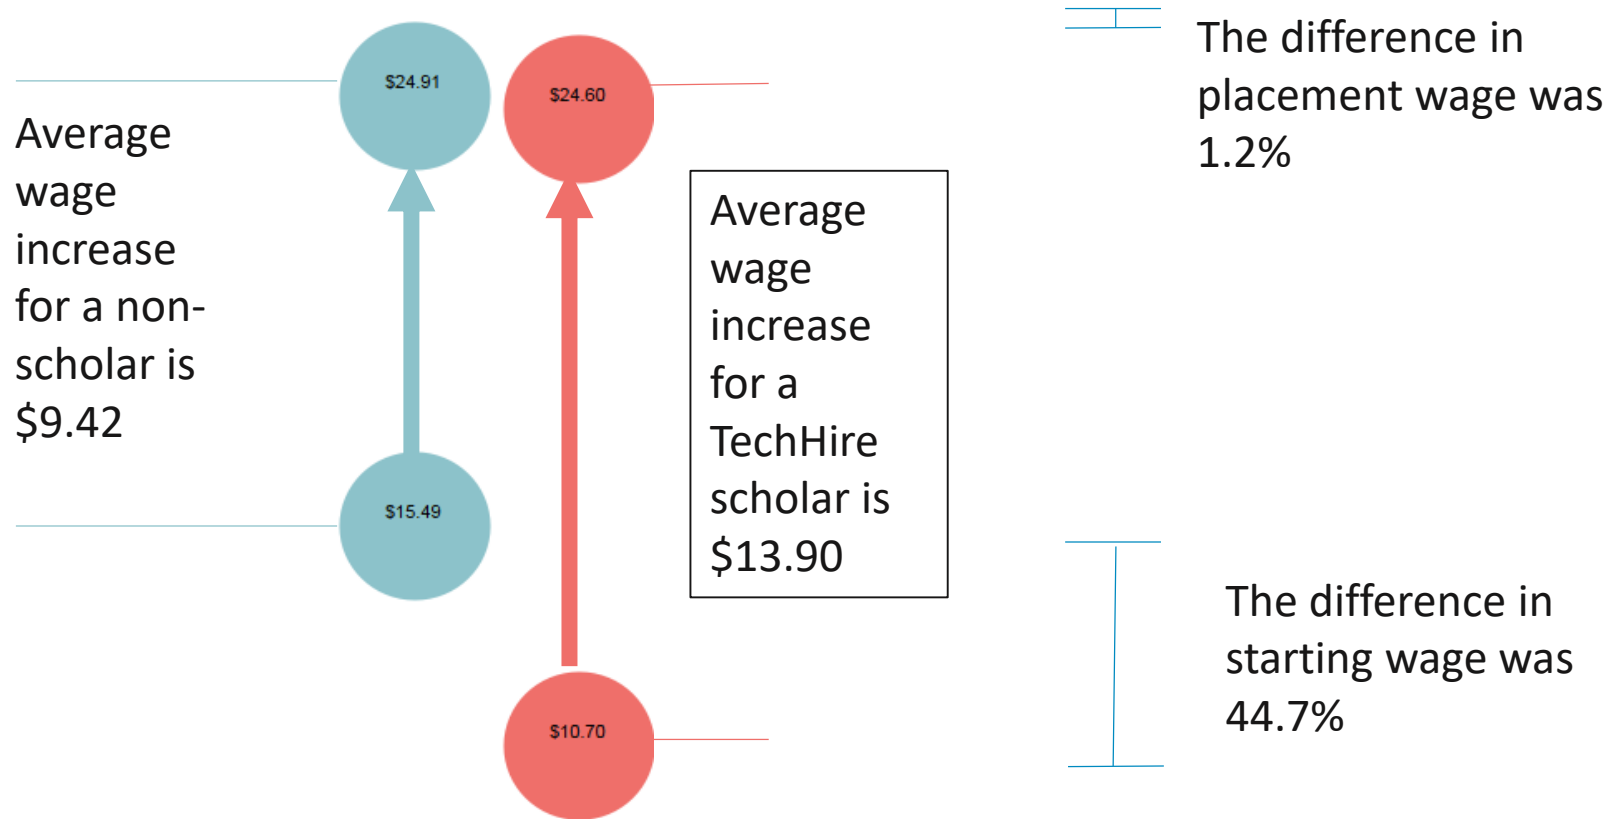 $24.91
$24.60
Average
wage
increase
for a non-
scholar is
$9.42
$15.49
Average
wage
increase
for a
TechHire
scholar is
$13.90
$10.70
The difference in
placement wage was
1.2%
The difference in
starting wage was
44.7%